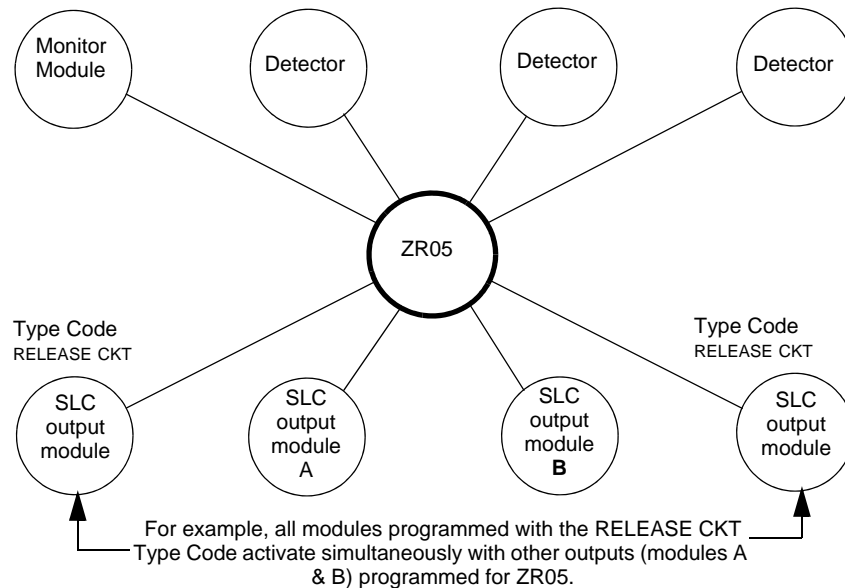 Monitor
Module
Detector
Detector
Detector
ZR05
Type Code
RELEASE CKT
Type Code
RELEASE CKT
SLC
output
module
SLC
output
module
A
SLC
output
module
B
SLC
output
module
For example, all modules programmed with the RELEASE CKT
Type Code activate simultaneously with other outputs (modules A
& B) programmed for ZR05.